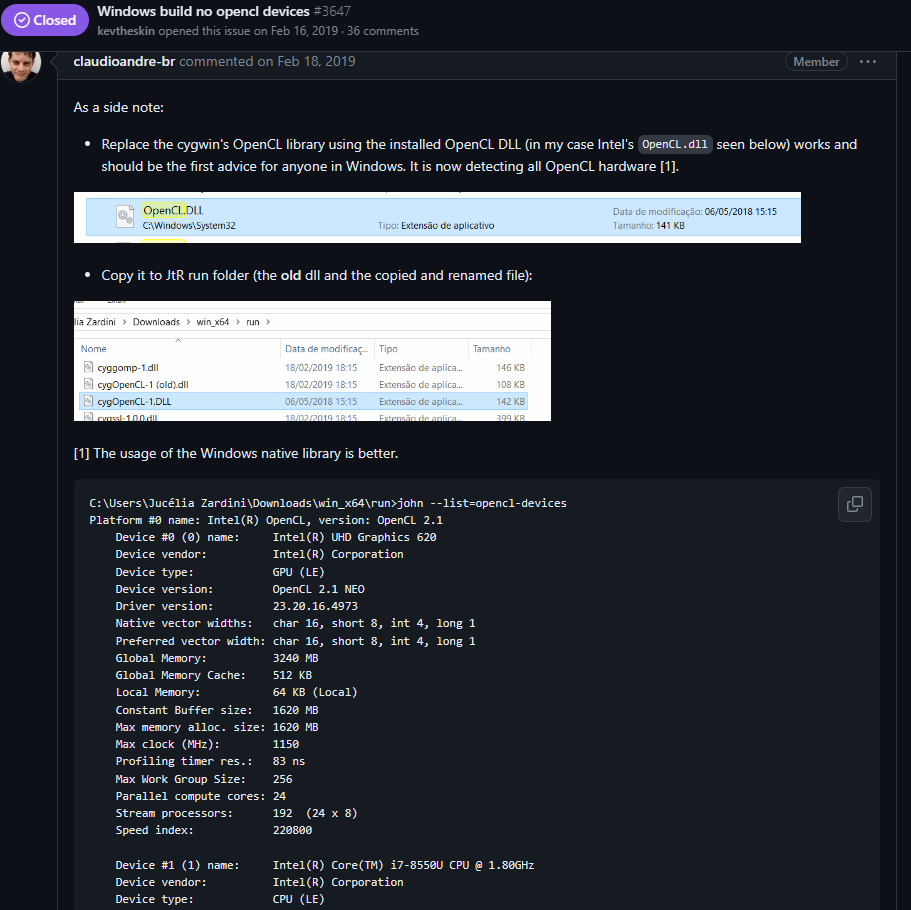 Closed
Windows build no opencl devices #3647
kevtheskin opened this issue on Feb 16, 2019 · 36 comments
claudioandre-br commented on Feb 18, 2019
Member
As a side note:
• Replace the cygwin's OpenCL library using the installed OpenCL DLL (in my case Intel's OpenCL.dll seen below) works and
should be the first advice for anyone in Windows. It is now detecting all OpenCL hardware [1].
OpenCL.DLL
C:\Windows\System32
Tipo: Extensão de aplicativo
Data de modificação: 06/05/2018 15:15
Tamanho: 141 KB
• Copy it to JtR run folder (the old dll and the copied and renamed file):
lia Zardini > Downloads > win_x64 > run >
Nome Data de modificaç... Tipo Tamanho
cyggomp-1.dll 18/02/2019 18:15 Extensão de aplica... 146 KB
cygOpenCL-1 (old).dll 18/02/2019 18:15 Extensão de aplica... 108 KB
cygOpenCL-1.DLL 06/05/2018 15:15 Extensão de aplica... 142 KB
cygssl-1.0.0.dll 18/02/2019 18:15 Extensão de aplica... 399 KB
[1] The usage of the Windows native library is better.
C:\Users\Jucélia Zardini\Downloads\win_x64\run>john --list=opencl-devices
Platform #0 name: Intel(R) OpenCL, version: OpenCL 2.1
Device #0 (0) name: Intel(R) UHD Graphics 620
Device vendor: Intel(R) Corporation
Device type: GPU (LE)
Device version: OpenCL 2.1 NEO
Driver version: 23.20.16.4973
Native vector widths: char 16, short 8, int 4, long 1
Preferred vector width: char 16, short 8, int 4, long 1
Global Memory: 3240 MB
Global Memory Cache: 512 KB
Local Memory: 64 KB (Local)
Constant Buffer size: 1620 MB
Max memory alloc. size: 1620 MB
Max clock (MHz): 1150
Profiling timer res.: 83 ns
Max Work Group Size: 256
Parallel compute cores: 24
Stream processors: 192 (24 x 8)
Speed index: 220800
Device #1 (1) name: Intel(R) Core(TM) i7-8550U CPU @ 1.80GHz
Device vendor: Intel(R) Corporation
Device type: CPU (LE)